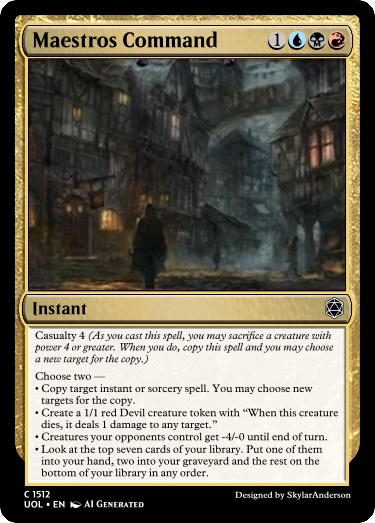 Maestros Command
1
Instant
Casualty 4 (As you cast this spell, you may sacrifice a creature with
power 4 or greater. When you do, copy this spell and you may choose
a new target for the copy.)
Choose two —
• Copy target instant or sorcery spell. You may choose new
targets for the copy.
• Create a 1/1 red Devil creature token with “When this creature
dies, it deals 1 damage to any target.”
• Creatures your opponents control get -4/-0 until end of turn.
• Look at the top seven cards of your library. Put one of them
into your hand, two into your graveyard and the rest on the
bottom of your library in any order.
C 1512
UOL • EN AI Generated
Designed by SkylarAnderson